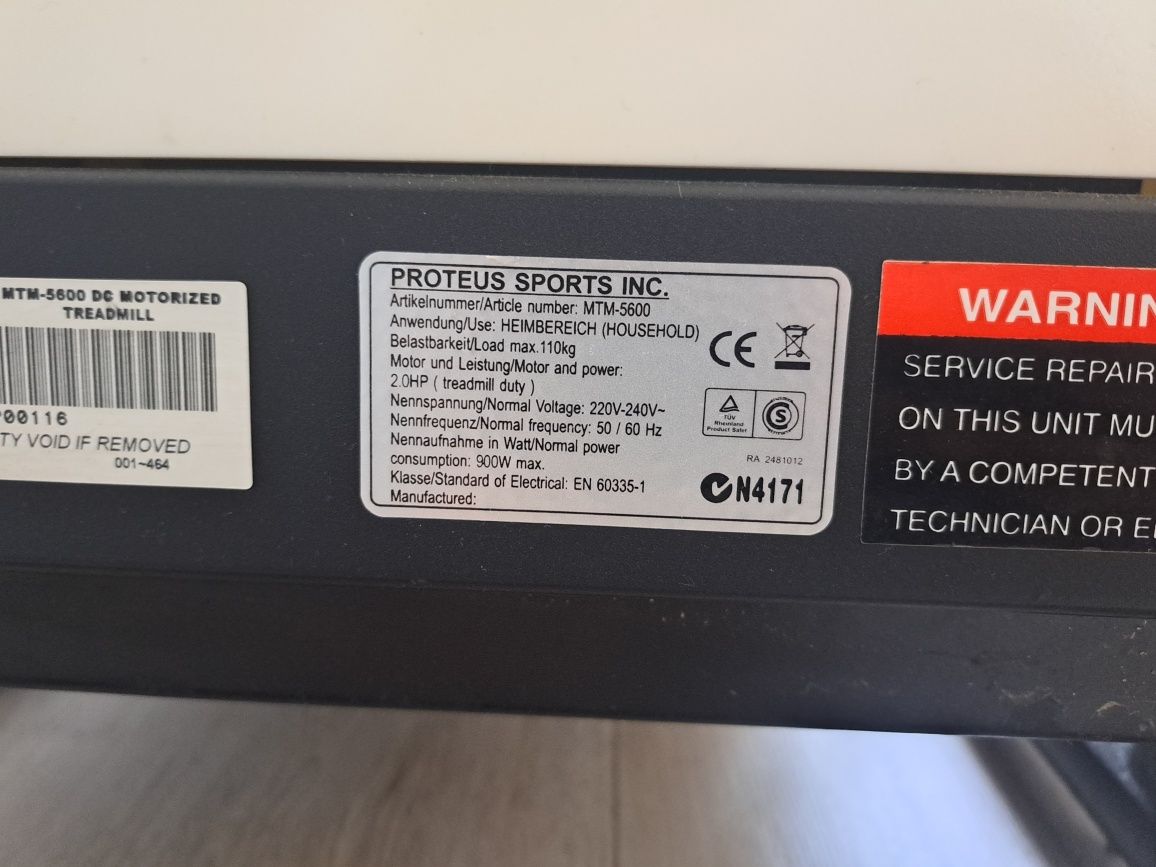 MTM-5600 DC MOTORIZED
TREADMILL
00116
TY VOID IF REMOVED
001~464
PROTEUS SPORTS INC.
Artikelnummer/Article number: MTM-5600
Anwendung/Use: HEIMBEREICH (HOUSEHOLD)
Belastbarkeit/Load max.110kg
Motor und Leistung/Motor and power:
2.0HP ( treadmill duty )
Nennspannung/Normal Voltage: 220V-240V~
Nennfrequenz/Normal frequency: 50 / 60 Hz
Nennaufnahme in Watt/Normal power
consumption: 900W max.
Klasse/Standard of Electrical: EN 60335-1
Manufactured:
CE
TÜV
Rheinland
Product Safety
S
RA 2481012
N4171
WARNIN
SERVICE REPAIR
ON THIS UNIT MU
BY A COMPETENT
TECHNICIAN OR E